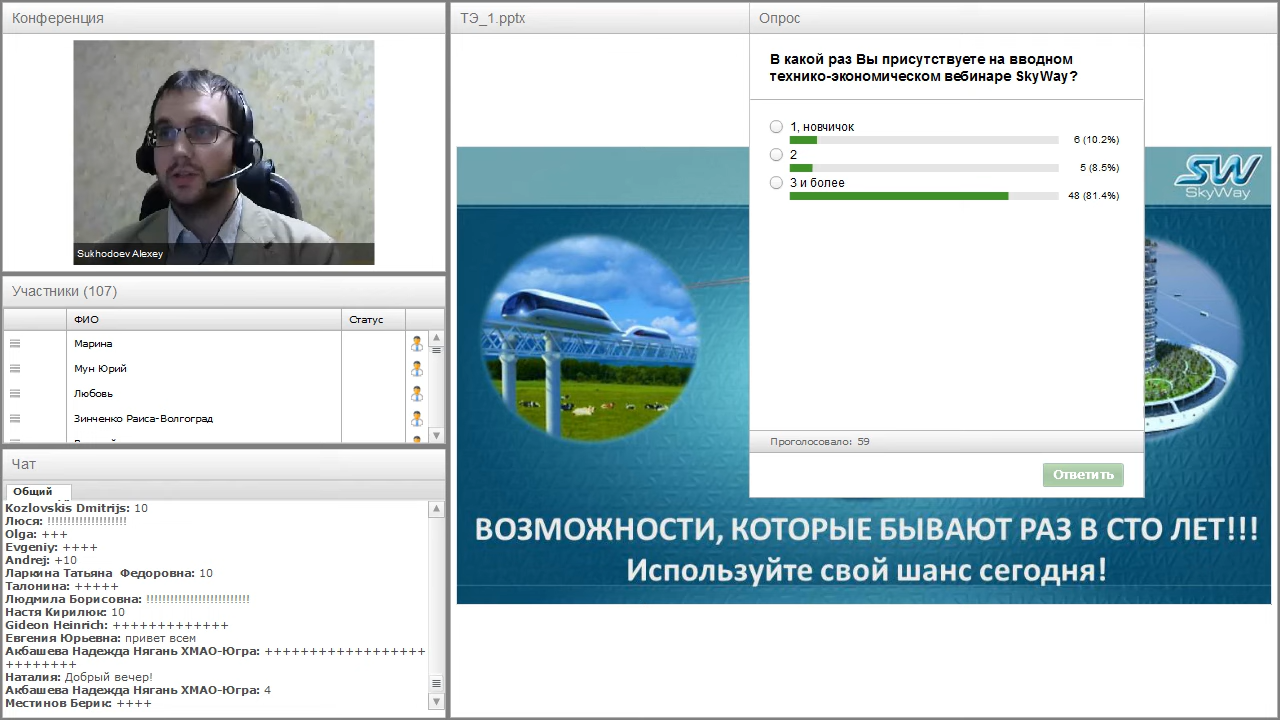 Конференция
Sukhodoev Alexey
Участники (107)
ФИО
Статус
Марина
Мун Юрий
Любовь
Зинченко Раиса-Волгоград
Чат
Общий
Kozlovskis Dmitrijs: 10
Люся: !!!!!!!!!!!!!!!!!!!!
Olga: +++
Evgeniy: ++++
Andrej: +10
Ларкина Татьяна Федоровна: 10
Талонина: +++++
Людмила Борисовна: !!!!!!!!!!!!!!!!!!!!!!!!!!
Настя Кирилюк: 10
Gideon Heinrich: +++++++++++++
Евгения Юрьевна: привет всем
Акбашева Надежда Нягань ХМАО-Югра: ++++++++++++++++++
++++++++
Наталия: Добрый вечер!
Акбашева Надежда Нягань ХМАО-Югра: 4
Местинов Берик: ++++
ТЭ_1.pptx
Опрос
В какой раз Вы присутствуете на вводном
технико-экономическом вебинаре SkyWay?
1, новчичок
6 (10.2%)
2
5 (8.5%)
3 и более
48 (81.4%)
Проголосовало: 59
Ответить
SW
SkyWay
ВОЗМОЖНОСТИ, КОТОРЫЕ БЫВАЮТ РАЗ В СТО ЛЕТ!!!
Используйте свой шанс сегодня!